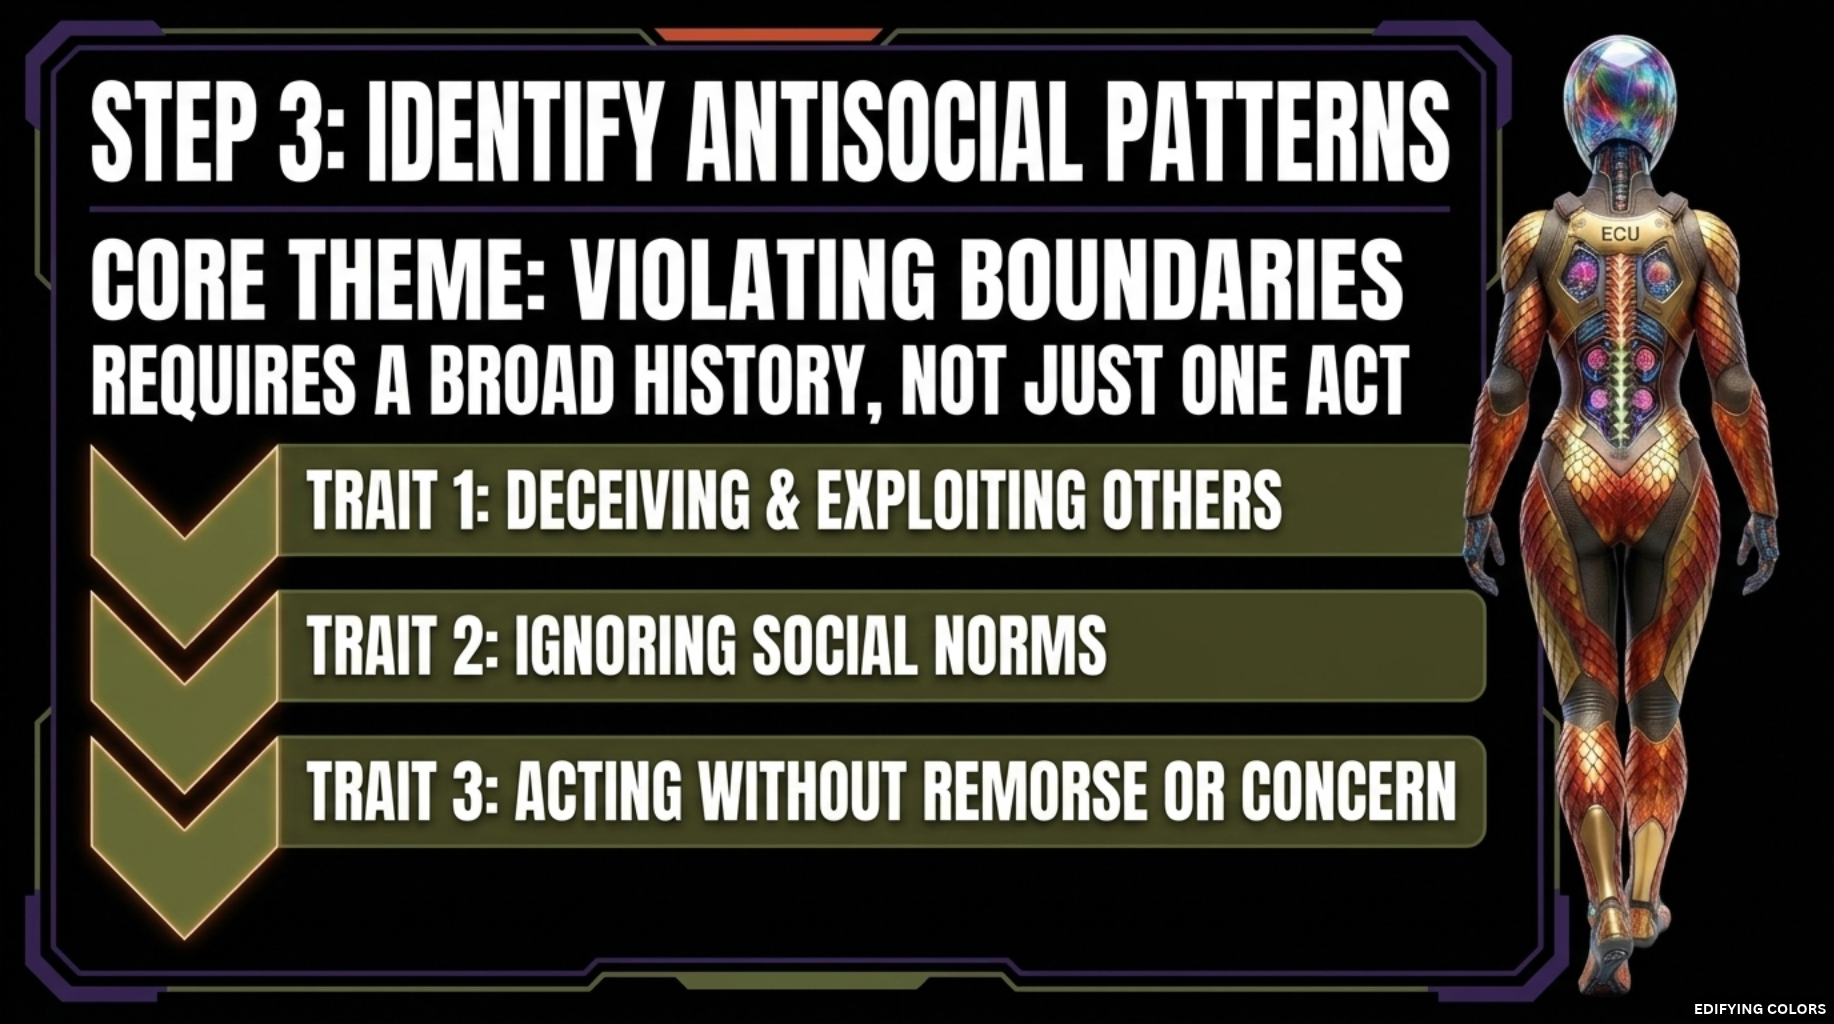 STEP 3: IDENTIFY ANTISOCIAL PATTERNS
CORE THEME: VIOLATING BOUNDARIES
REQUIRES A BROAD HISTORY, NOT JUST ONE ACT
TRAIT 1: DECEIVING & EXPLOITING OTHERS
TRAIT 2: IGNORING SOCIAL NORMS
TRAIT 3: ACTING WITHOUT REMORSE OR CONCERN
ECU
EDIFYING COLORS